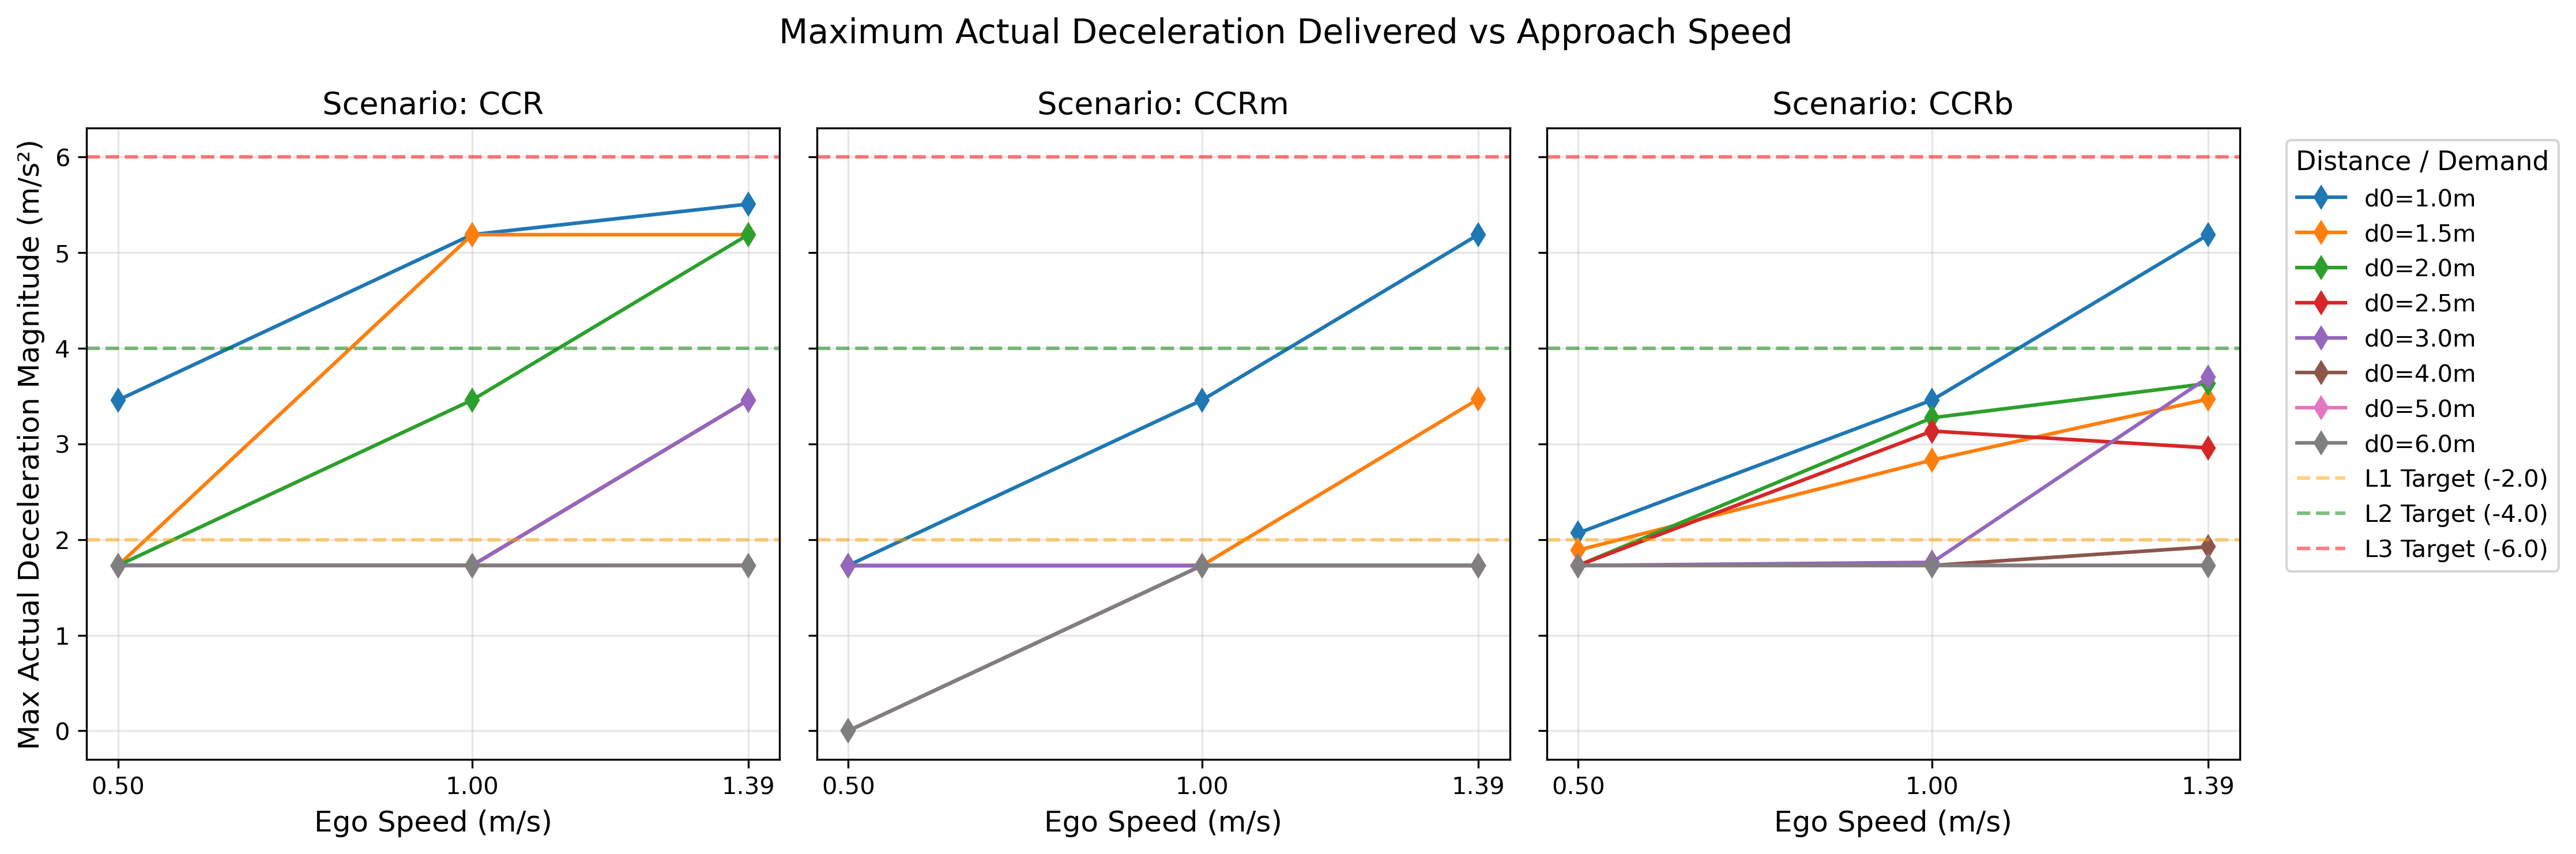 Maximum Actual Deceleration Delivered vs Approach Speed
Scenario: CCR
Scenario: CCRm
Scenario: CCRb
Max Actual Deceleration Magnitude (m/s²)
6
5
4
3
2
1
0
0.50
1.00
1.39
Ego Speed (m/s)
0.50
1.00
1.39
Ego Speed (m/s)
0.50
1.00
1.39
Ego Speed (m/s)
Distance / Demand
d0=1.0m
d0=1.5m
d0=2.0m
d0=2.5m
d0=3.0m
d0=4.0m
d0=5.0m
d0=6.0m
L1 Target (-2.0)
L2 Target (-4.0)
L3 Target (-6.0)